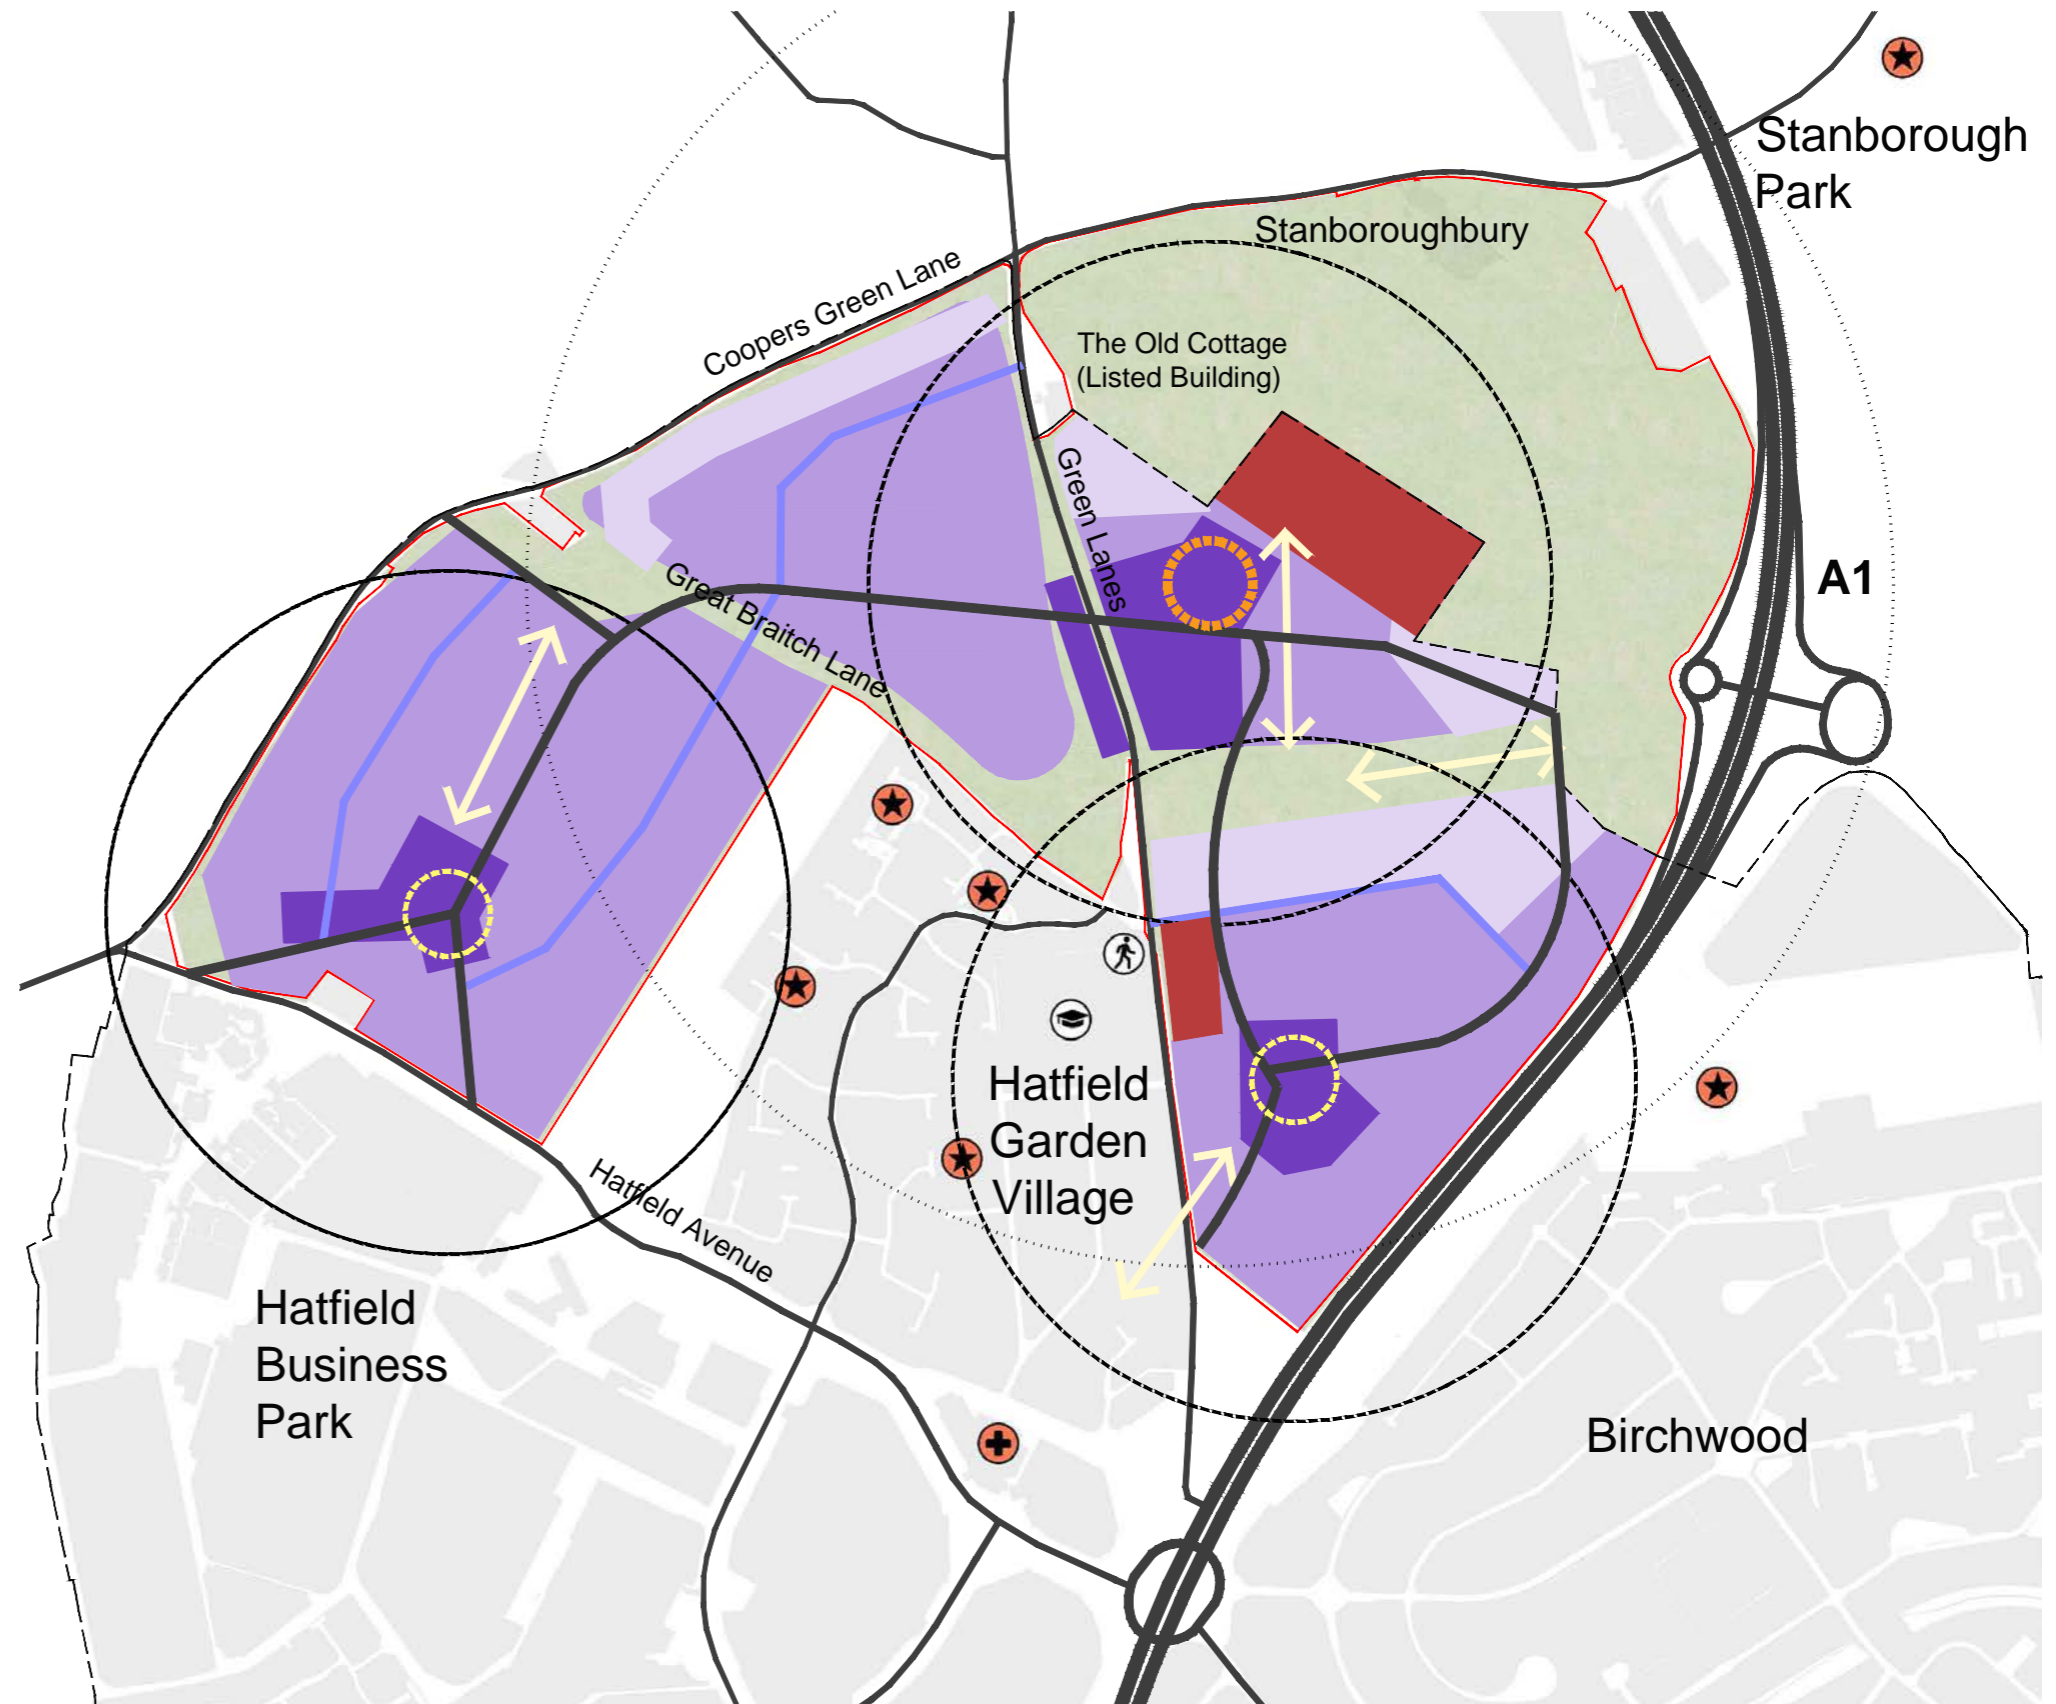 Stanborough
Park
Stanboroughbury
Coopers Green Lane
The Old Cottage
(Listed Building)
Green Lanes
Great Braitch Lane
A1
Hatfield
Garden
Village
Hatfield Avenue
Hatfield
Business
Park
Birchwood